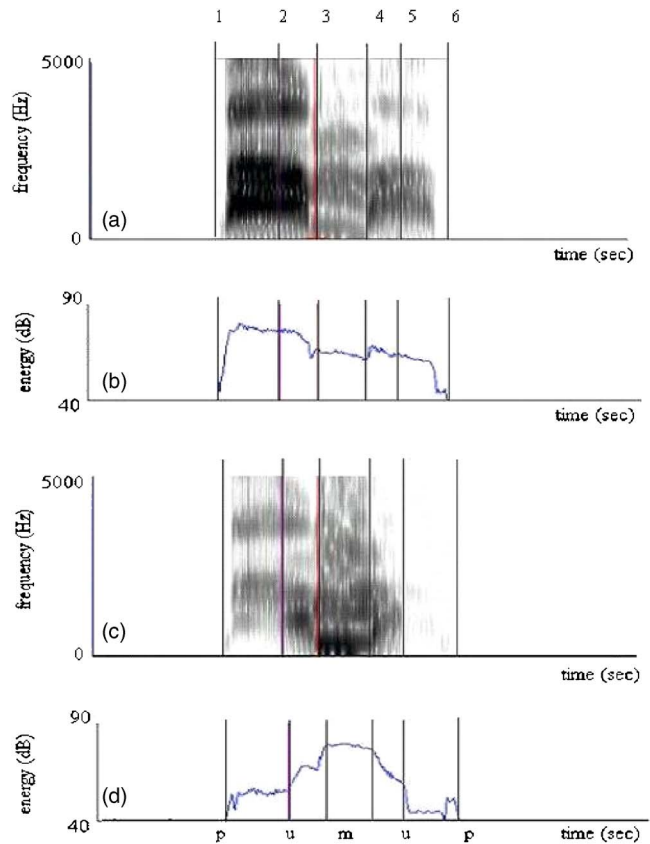 1 2 3 4 5 6
5000
frequency (Hz)
(a)
0
time (sec)
90
energy (dB)
(b)
40
time (sec)
5000
frequency (Hz)
(c)
0
time (sec)
90
energy (dB)
(d)
40
p u m u p time (sec)